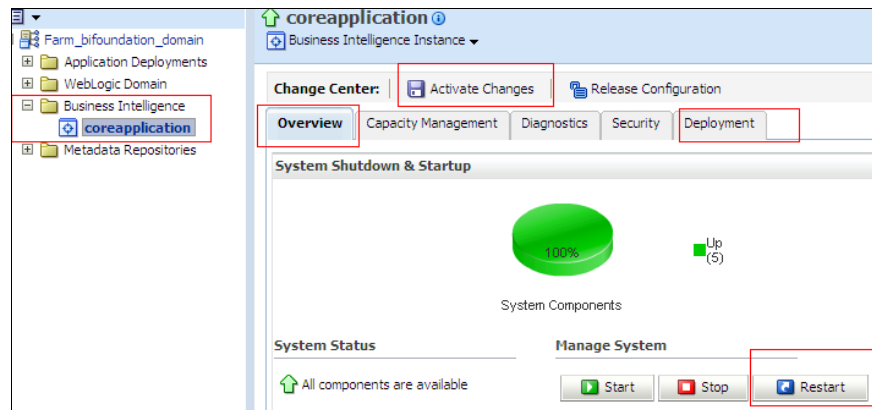 Farm_bifoundation_domain
Application Deployments
WebLogic Domain
Business Intelligence
coreapplication
Metadata Repositories
coreapplication
Business Intelligence Instance
Change Center: Activate Changes Release Configuration
Overview Capacity Management Diagnostics Security Deployment
System Shutdown & Startup
100%
Up
(5)
System Components
System Status Manage System
All components are available Start Stop Restart